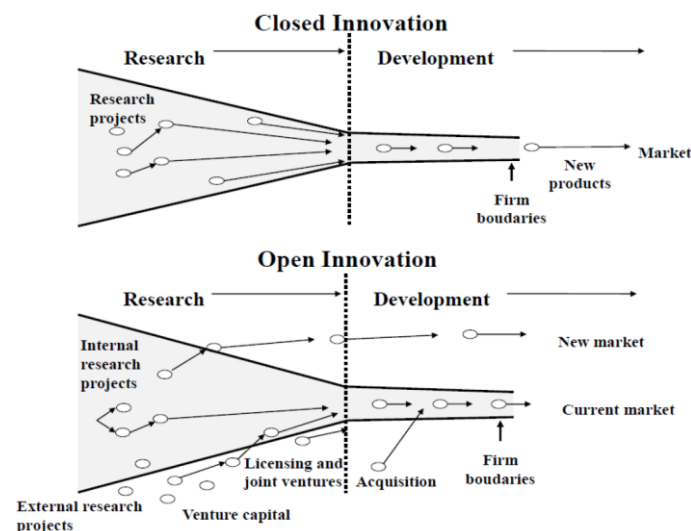 Closed Innovation
Research
Development
Research
projects
Market
New
products
Firm
boudaries
Open Innovation
Research
Development
Internal
research
projects
New market
Current market
Licensing and
joint ventures
Acquisition
Firm
boudaries
External research
projects
Venture capital